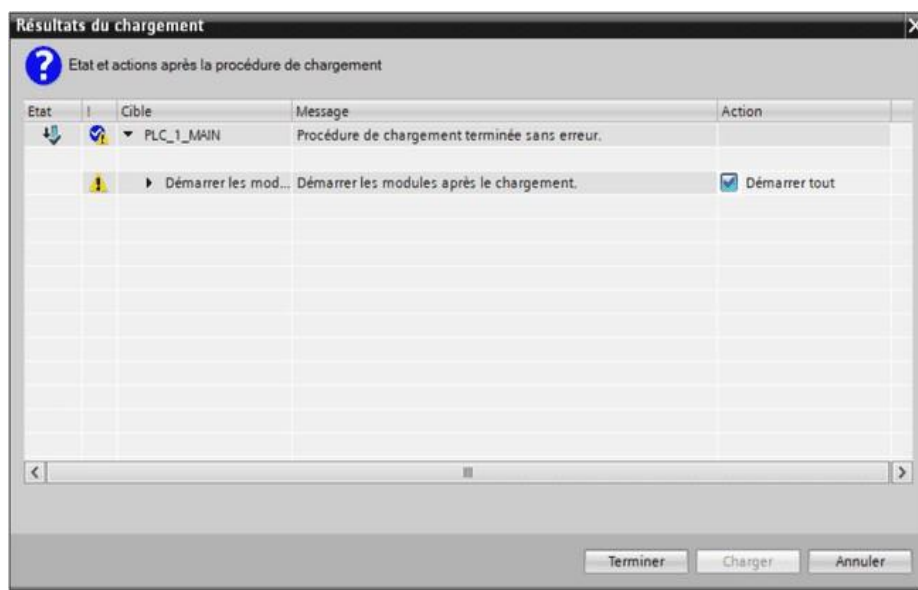 Résultats du chargement
Etat et actions après la procédure de chargement
Etat ! Cible Message Action
PLC_1_MAIN Procédure de chargement terminée sans erreur.
Démarrer les mod... Démarrer les modules après le chargement. Démarrer tout
Terminer Charger Annuler